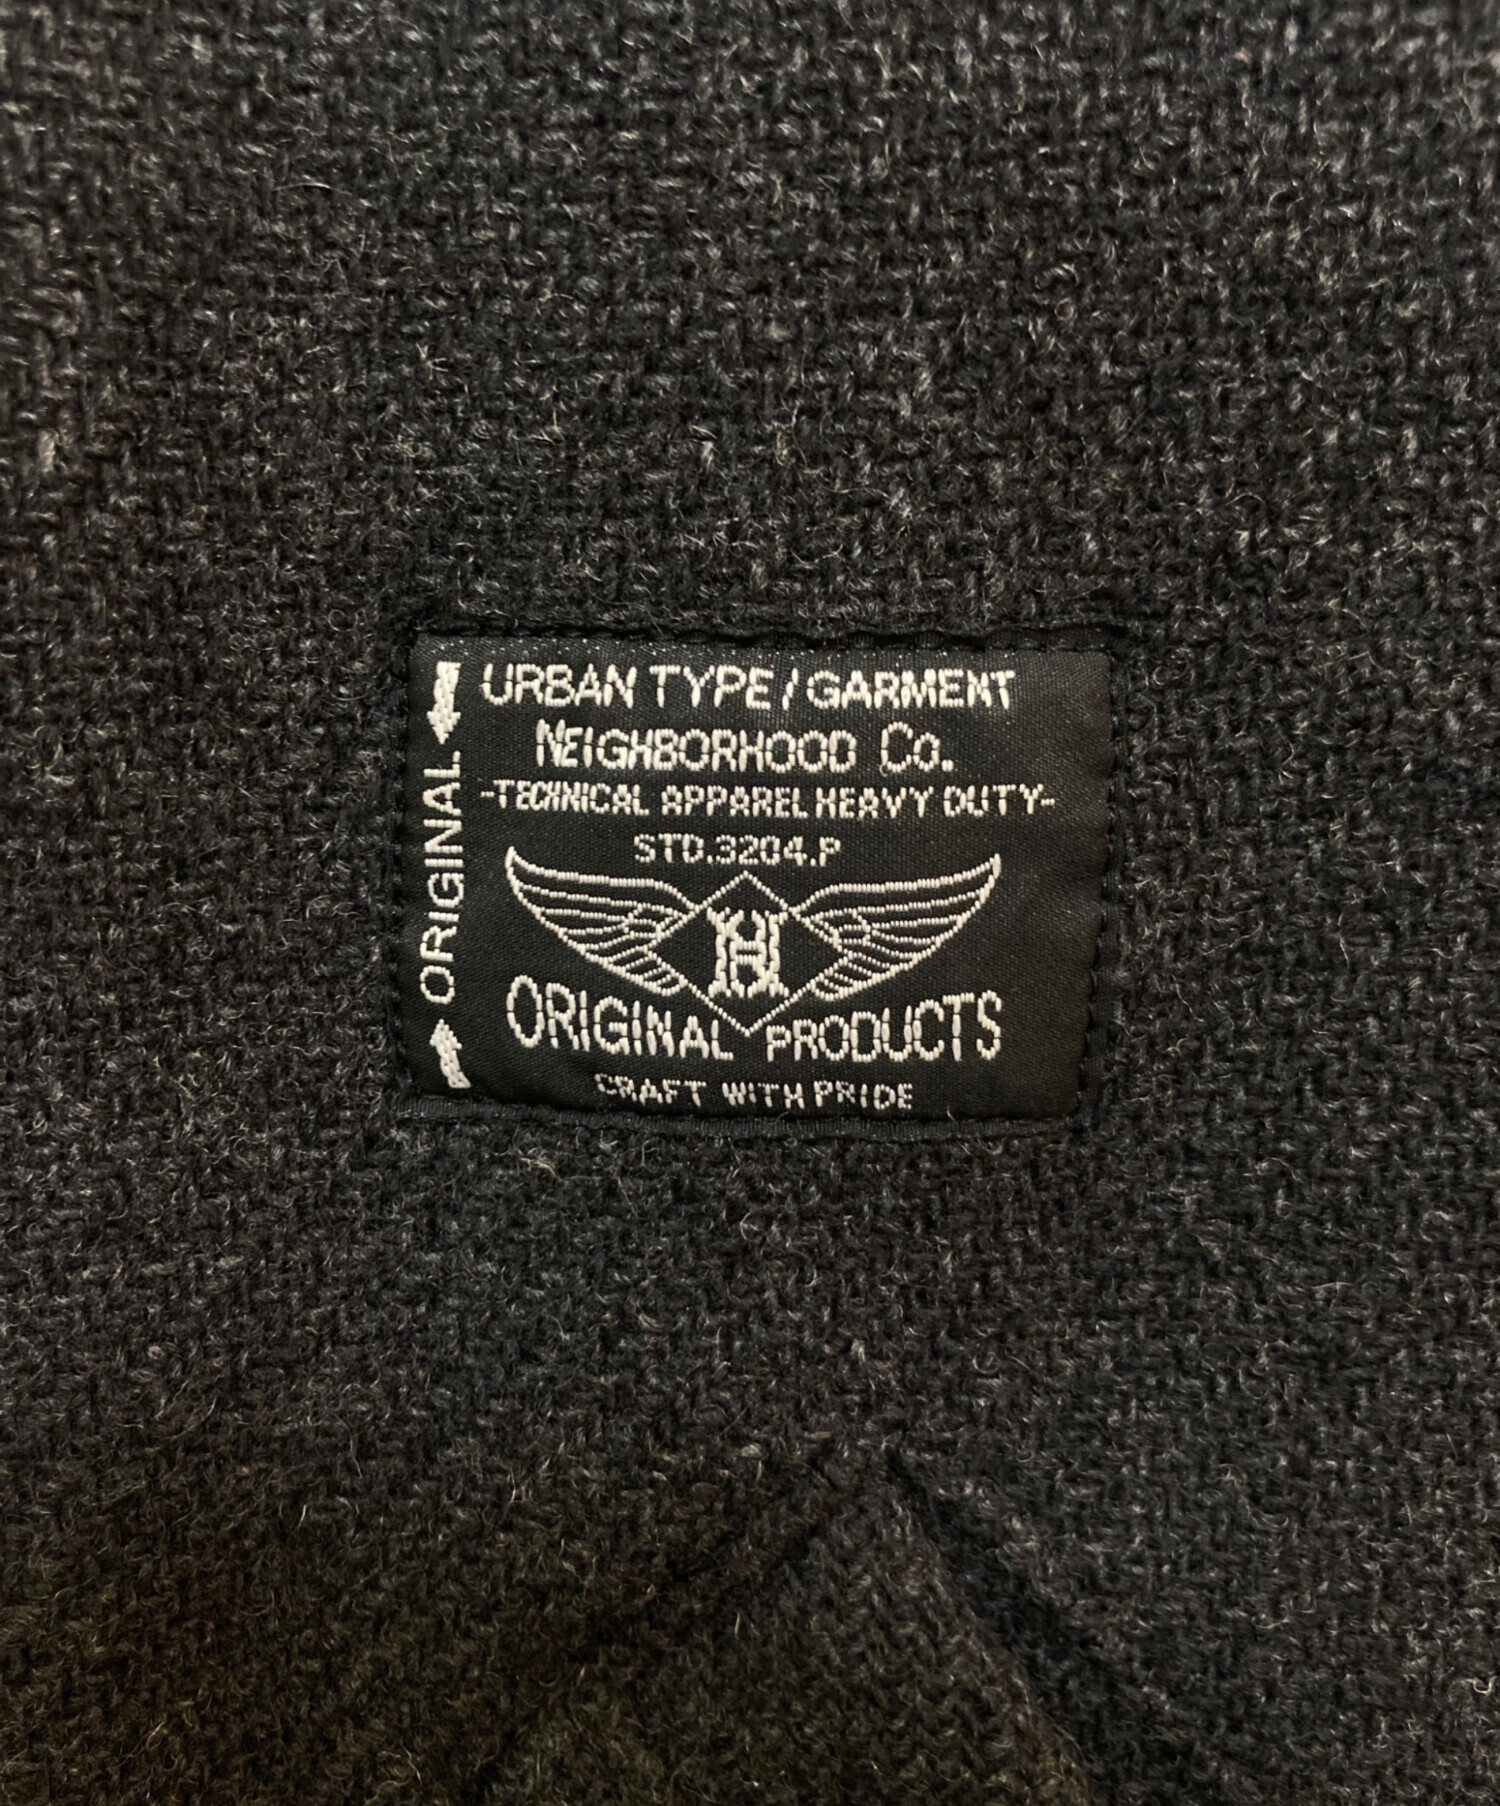 URBAN TYPE/GARMENT
NEIGHBORHOOD Co.
-TECHNICAL APPAREL HEAVY DUTY-
STD.3204.P
ORIGINAL PRODUCTS
CRAFT WITH PRIDE
ORIGINAL